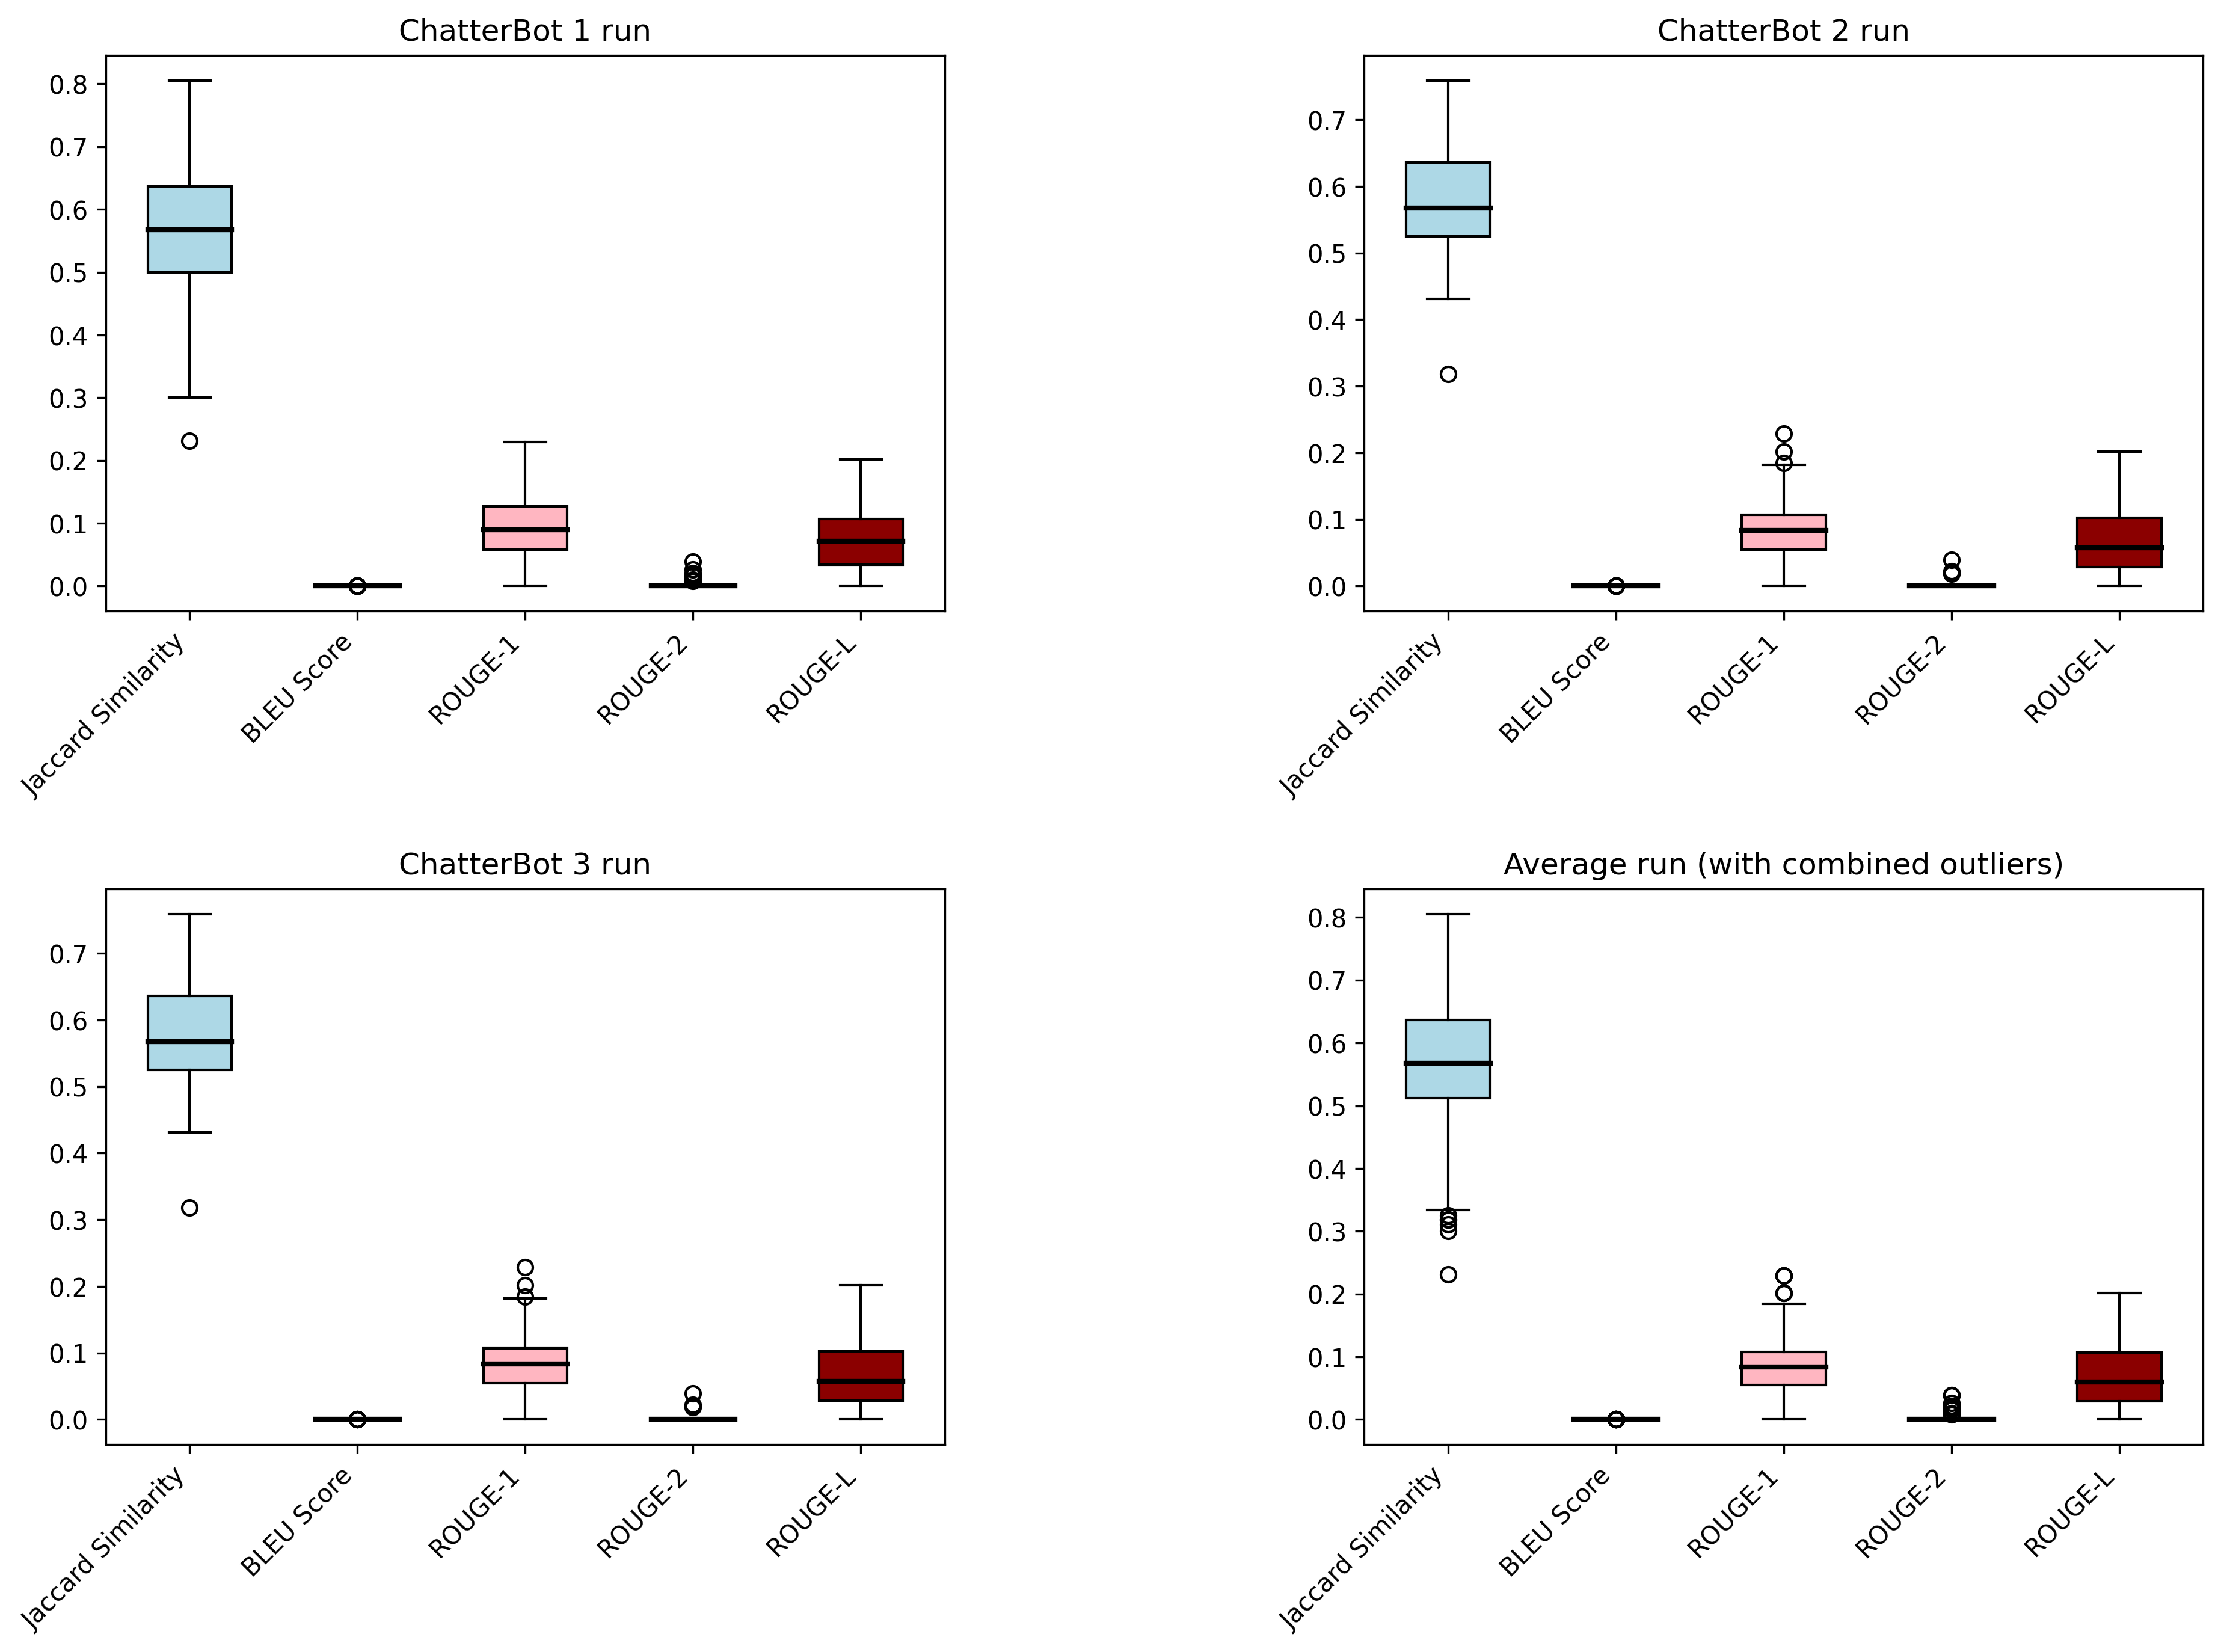 ChatterBot 1 run
0.8
0.7
0.6
0.5
0.4
0.3
0.2
0.1
0.0
Jaccard Similarity
BLEU Score
ROUGE-1
ROUGE-2
ROUGE-L
ChatterBot 2 run
0.7
0.6
0.5
0.4
0.3
0.2
0.1
0.0
Jaccard Similarity
BLEU Score
ROUGE-1
ROUGE-2
ROUGE-L
ChatterBot 3 run
0.7
0.6
0.5
0.4
0.3
0.2
0.1
0.0
Jaccard Similarity
BLEU Score
ROUGE-1
ROUGE-2
ROUGE-L
Average run (with combined outliers)
0.8
0.7
0.6
0.5
0.4
0.3
0.2
0.1
0.0
Jaccard Similarity
BLEU Score
ROUGE-1
ROUGE-2
ROUGE-L